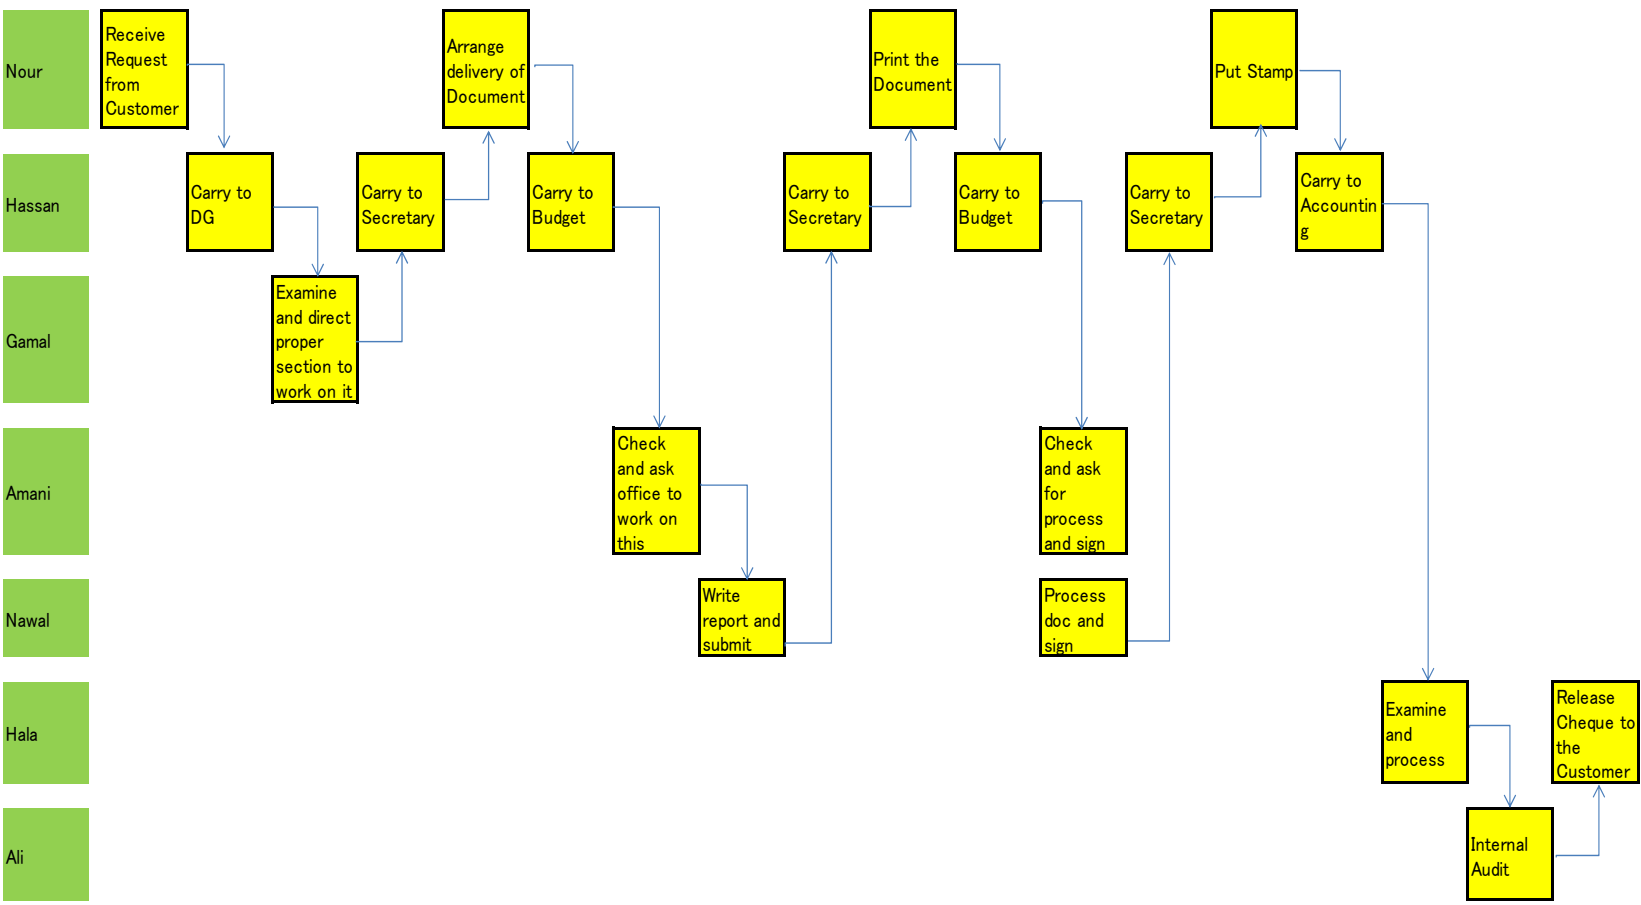 Nour
Receive
Request
from
Customer
Arrange
delivery of
Document
Print the
Document
Put Stamp
Hassan
Carry to
DG
Carry to
Secretary
Carry to
Budget
Carry to
Secretary
Carry to
Budget
Carry to
Secretary
Carry to
Accountin
g
Gamal
Examine
and direct
proper
section to
work on it
Amani
Check
and ask
office to
work on
this
Check
and ask
for
process
and sign
Nawal
Write
report and
submit
Process
doc and
sign
Hala
Examine
and
process
Release
Cheque to
the
Customer
Ali
Internal
Audit